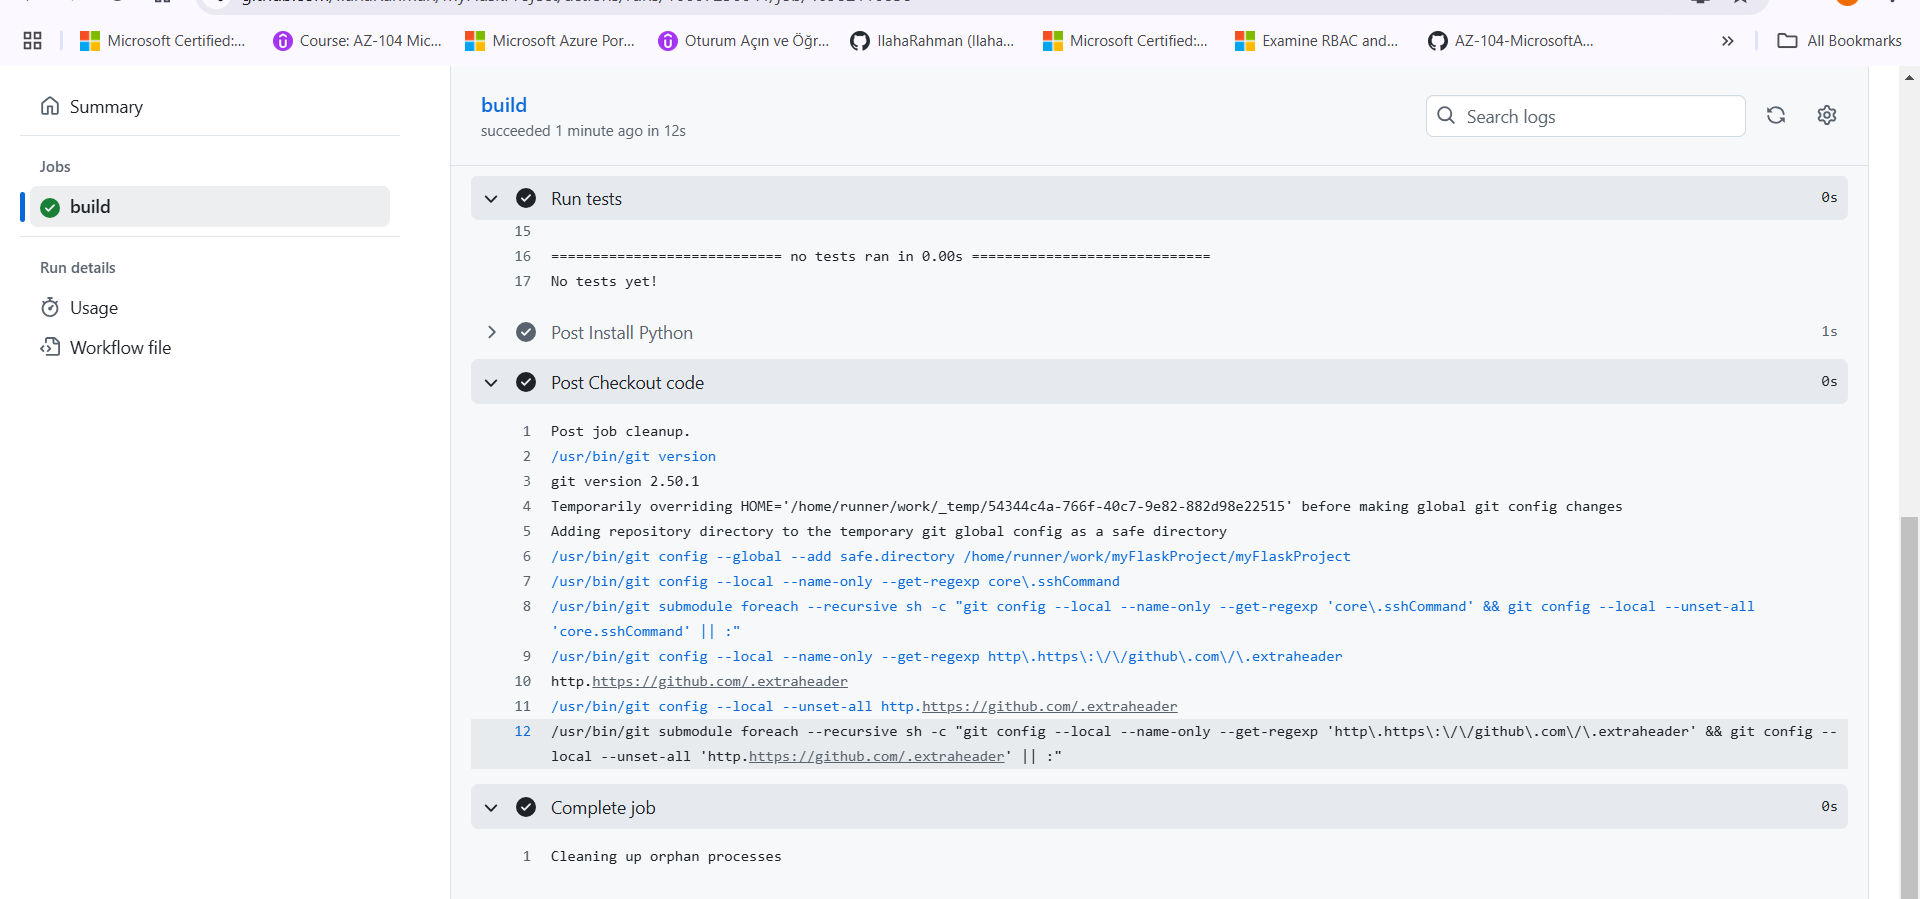 Microsoft Certified:...
Course: AZ-104 Mic...
Microsoft Azure Por...
Oturum Açın ve Öğr...
IlahaRahman (Ilaha...
Microsoft Certified:...
Examine RBAC and...
AZ-104-MicrosoftA...
All Bookmarks
Summary
Jobs
build
Run details
Usage
Workflow file
build
succeeded 1 minute ago in 12s
Search logs
Run tests 0s
15
16 ============================ no tests ran in 0.00s =============================
17 No tests yet!
Post Install Python 1s
Post Checkout code 0s
1 Post job cleanup.
2 /usr/bin/git version
3 git version 2.50.1
4 Temporarily overriding HOME='/home/runner/work/_temp/54344c4a-766f-40c7-9e82-882d98e22515' before making global git config changes
5 Adding repository directory to the temporary git global config as a safe directory
6 /usr/bin/git config --global --add safe.directory /home/runner/work/myFlaskProject/myFlaskProject
7 /usr/bin/git config --local --name-only --get-regexp core\.sshCommand
8 /usr/bin/git submodule foreach --recursive sh -c "git config --local --name-only --get-regexp 'core\.sshCommand' && git config --local --unset-all
'core.sshCommand' || :"
9 /usr/bin/git config --local --name-only --get-regexp http\.https\:\/\/github\.com\/\.extraheader
10 http.https://github.com/.extraheader
11 /usr/bin/git config --local --unset-all http.https://github.com/.extraheader
12 /usr/bin/git submodule foreach --recursive sh -c "git config --local --name-only --get-regexp 'http\.https\:\/\/github\.com\/\.extraheader' && git config --
local --unset-all 'http.https://github.com/.extraheader' || :"
Complete job 0s
1 Cleaning up orphan processes